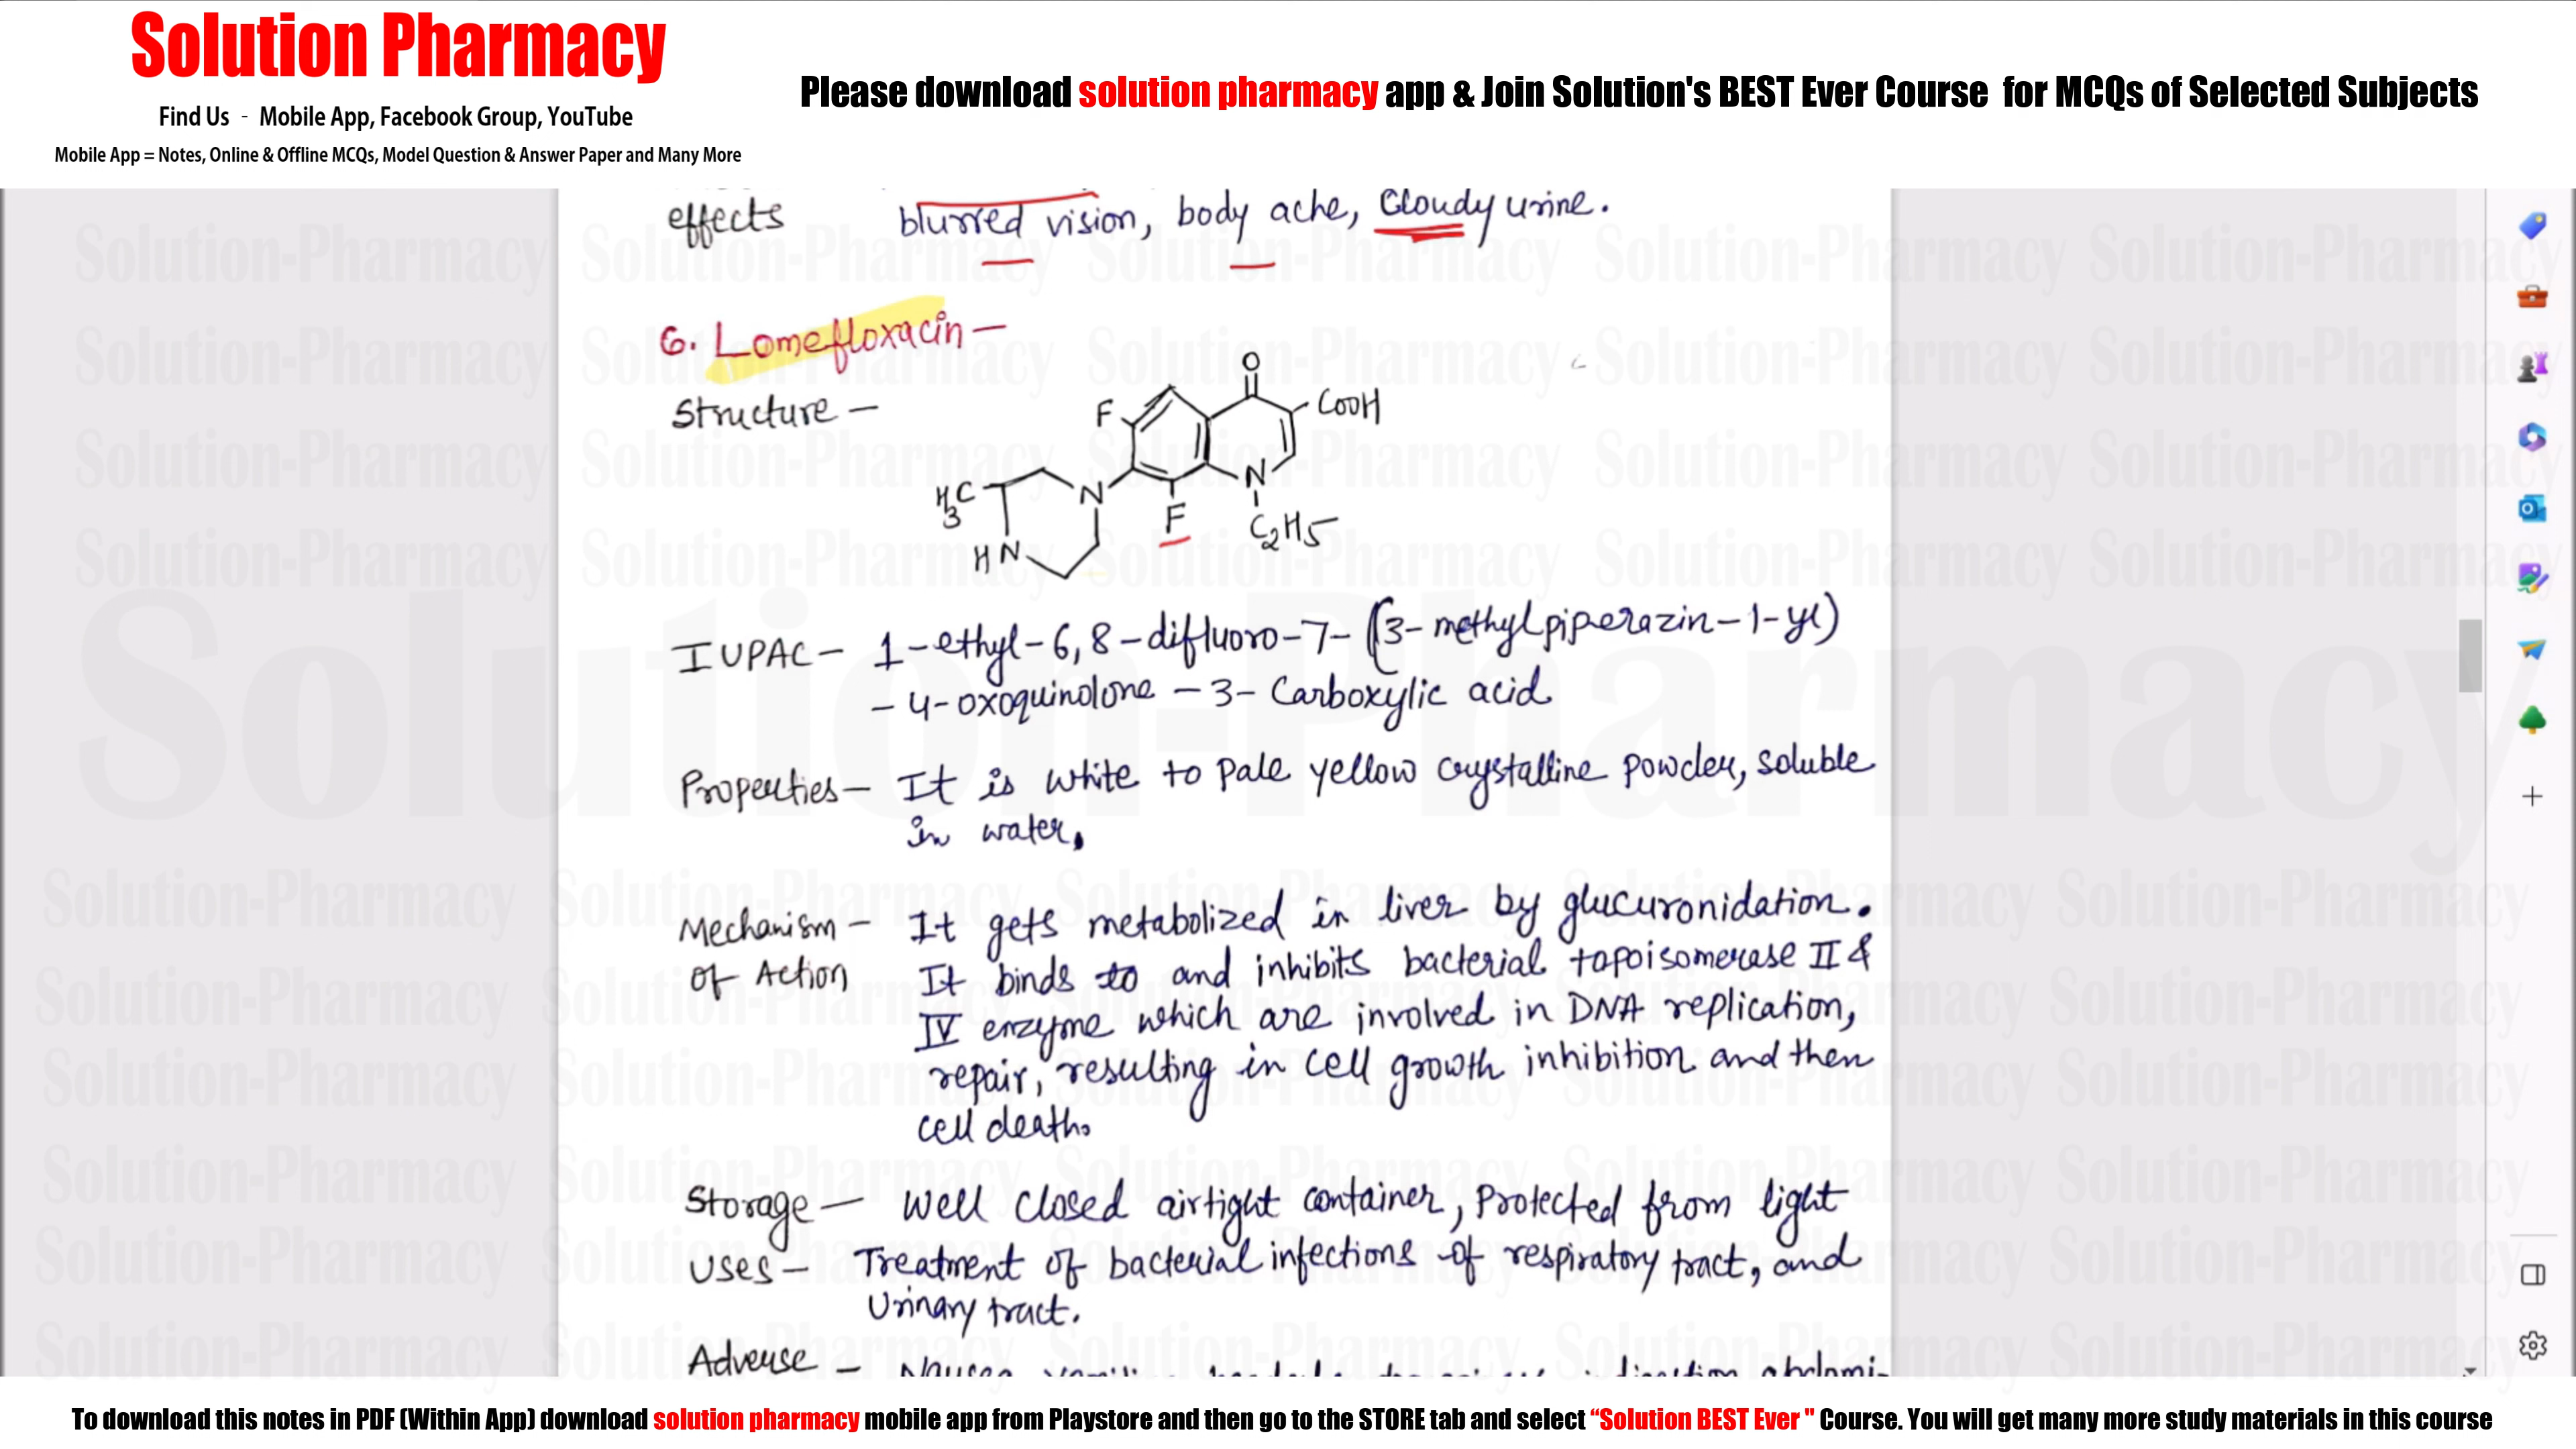 Solution Pharmacy
Find Us - Mobile App, Facebook Group, YouTube
Mobile App = Notes, Online & Offline MCQs, Model Question & Answer Paper and Many More
Please download solution pharmacy app & Join Solution's BEST Ever Course for MCQs of Selected Subjects
effects blurred vision, body ache, cloudy urine.
6. Lomefloxacin —
Structure —
O
F
COOH
H3C
N
N
F
HN
C2H5
IUPAC — 1-ethyl-6,8-difluoro-7-(3-methylpiperazin-1-yl)
- 4-oxoquinolone - 3- Carboxylic acid
Properties — It is white to pale yellow crystalline powder, soluble
in water.
Mechanism — It gets metabolized in liver by glucuronidation.
of Action It binds to and inhibits bacterial topoisomerase II &
IV enzyme which are involved in DNA replication,
repair, resulting in cell growth inhibition and then
cell death.
Storage — Well closed airtight container, Protected from light
Uses — Treatment of bacterial infections of respiratory tract, and
Urinary tract.
Adverse —
To download this notes in PDF (Within App) download solution pharmacy mobile app from Playstore and then go to the STORE tab and select “Solution BEST Ever " Course. You will get many more study materials in this course